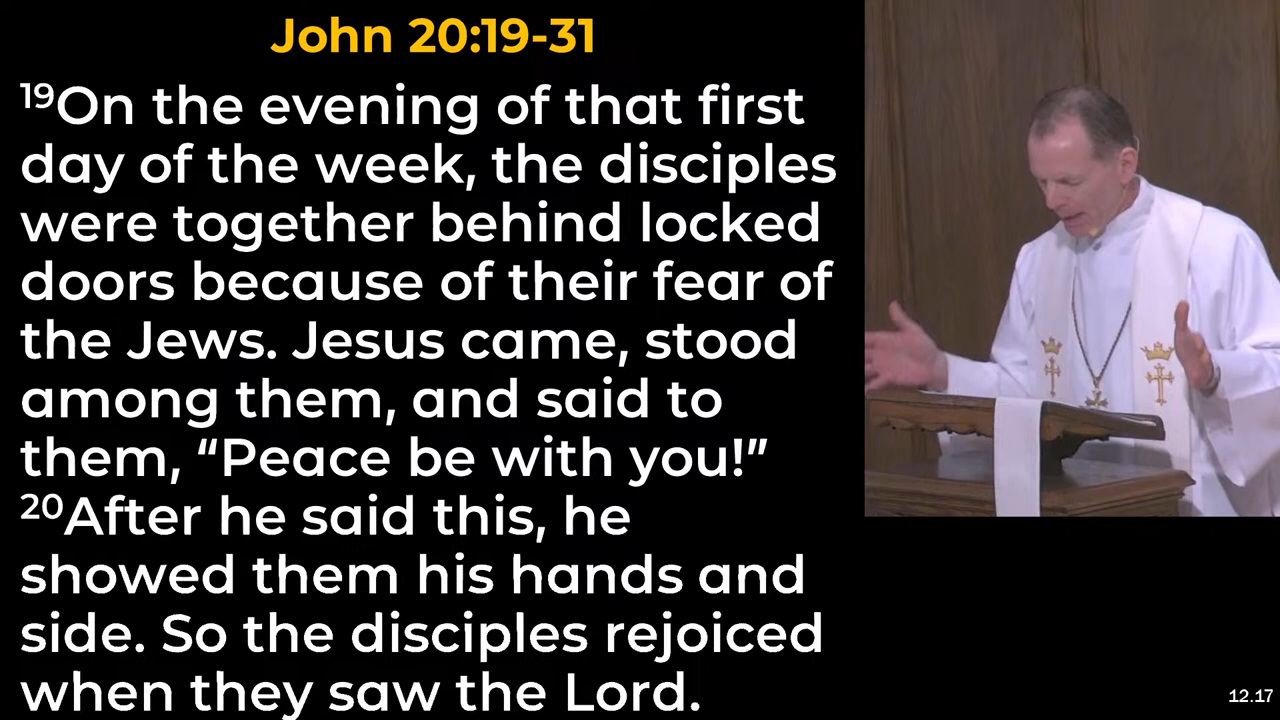 John 20:19-31
19On the evening of that first
day of the week, the disciples
were together behind locked
doors because of their fear of
the Jews. Jesus came, stood
among them, and said to
them, “Peace be with you!”
20After he said this, he
showed them his hands and
side. So the disciples rejoiced
when they saw the Lord.
12.17